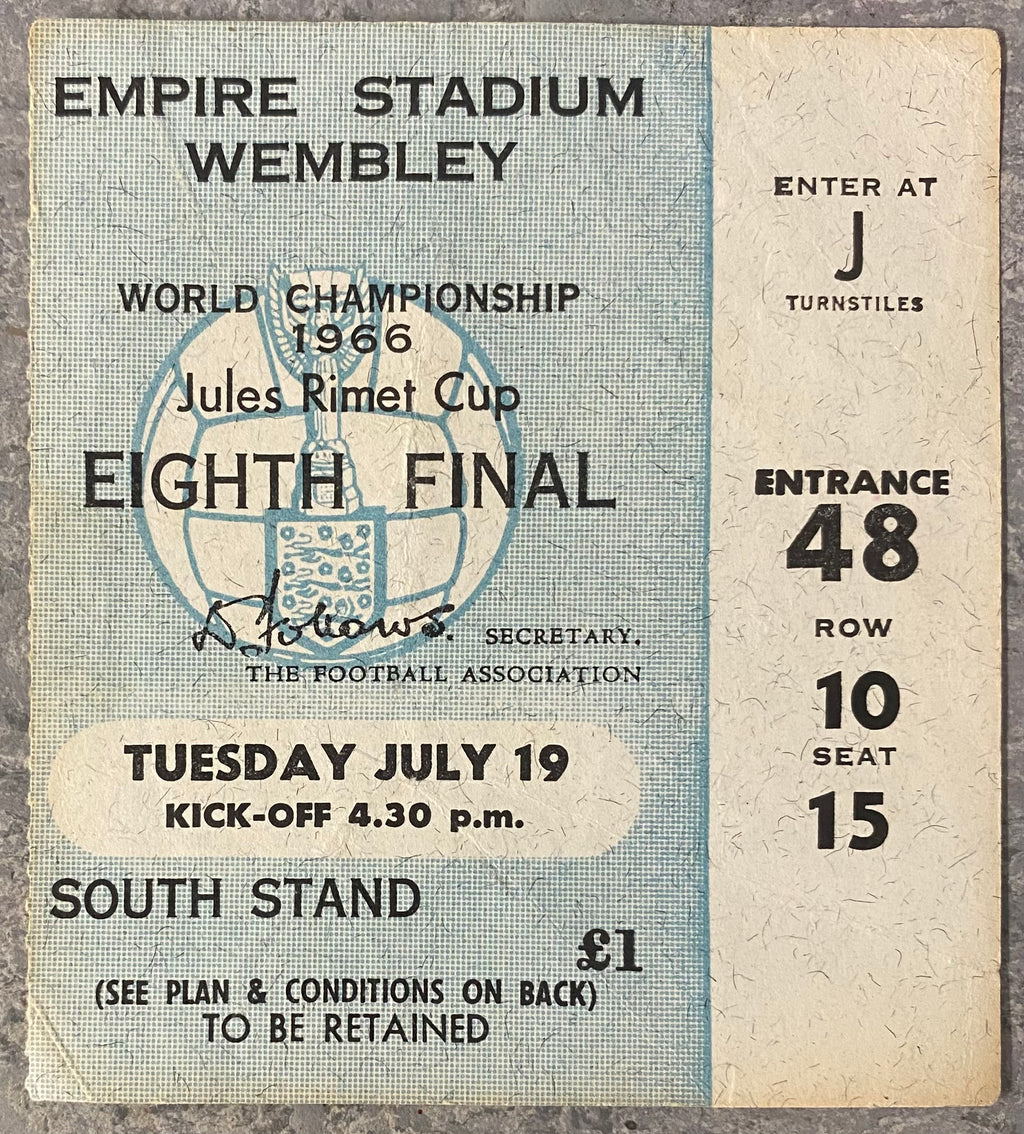 EMPIRE STADIUM
WEMBLEY
WORLD CHAMPIONSHIP
1966
Jules Rimet Cup
EIGHTH FINAL
D. Follows. SECRETARY.
THE FOOTBALL ASSOCIATION
TUESDAY JULY 19
KICK-OFF 4.30 p.m.
SOUTH STAND
£1
(SEE PLAN & CONDITIONS ON BACK)
TO BE RETAINED
ENTER AT
J
TURNSTILES
ENTRANCE
48
ROW
10
SEAT
15